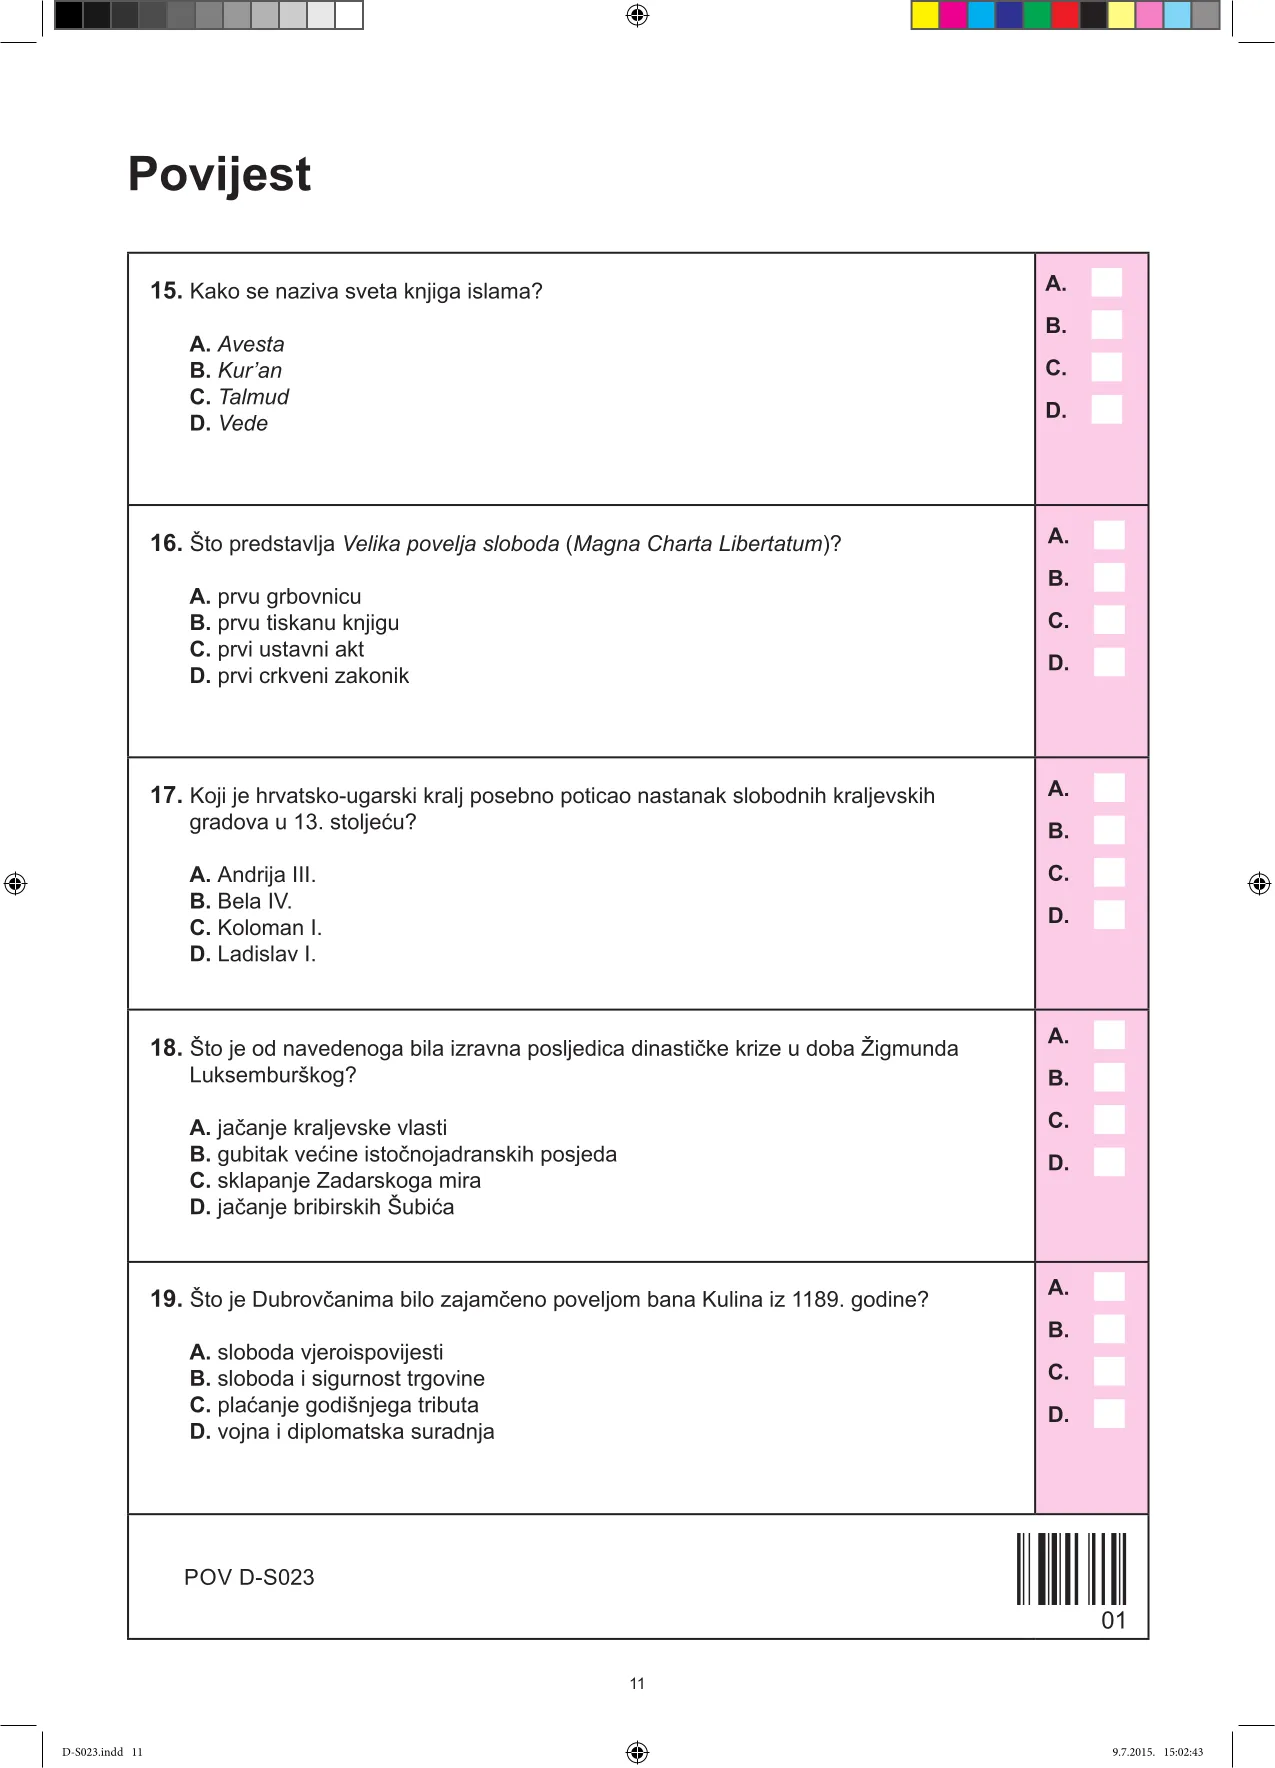 Povijest
15. Kako se naziva sveta knjiga islama?
A. Avesta
B. Kur’an
C. Talmud
D. Vede
A.
B.
C.
D.
16. Što predstavlja Velika povelja sloboda (Magna Charta Libertatum)?
A. prvu grbovnicu
B. prvu tiskanu knjigu
C. prvi ustavni akt
D. prvi crkveni zakonik
A.
B.
C.
D.
17. Koji je hrvatsko-ugarski kralj posebno poticao nastanak slobodnih kraljevskih
gradova u 13. stoljeću?
A. Andrija III.
B. Bela IV.
C. Koloman I.
D. Ladislav I.
A.
B.
C.
D.
18. Što je od navedenoga bila izravna posljedica dinastičke krize u doba Žigmunda
Luksemburškog?
A. jačanje kraljevske vlasti
B. gubitak većine istočnojadranskih posjeda
C. sklapanje Zadarskoga mira
D. jačanje bribirskih Šubića
A.
B.
C.
D.
19. Što je Dubrovčanima bilo zajamčeno poveljom bana Kulina iz 1189. godine?
A. sloboda vjeroispovijesti
B. sloboda i sigurnost trgovine
C. plaćanje godišnjega tributa
D. vojna i diplomatska suradnja
A.
B.
C.
D.
POV D-S023
01
11
D-S023.indd 11
9.7.2015. 15:02:43